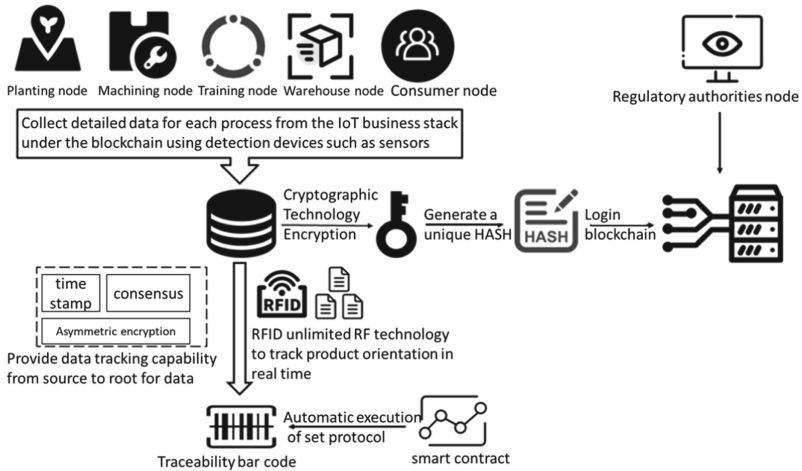 Planting node
Machining node
Training node
Warehouse node
Consumer node
Regulatory authorities node
Collect detailed data for each process from the IoT business stack
under the blockchain using detection devices such as sensors
Cryptographic
Technology
Encryption
Generate a
unique HASH
HASH
Login
blockchain
time
stamp
consensus
Asymmetric encryption
Provide data tracking capability
from source to root for data
RFID
RFID unlimited RF technology
to track product orientation in
real time
Traceability bar code
Automatic execution
of set protocol
smart contract